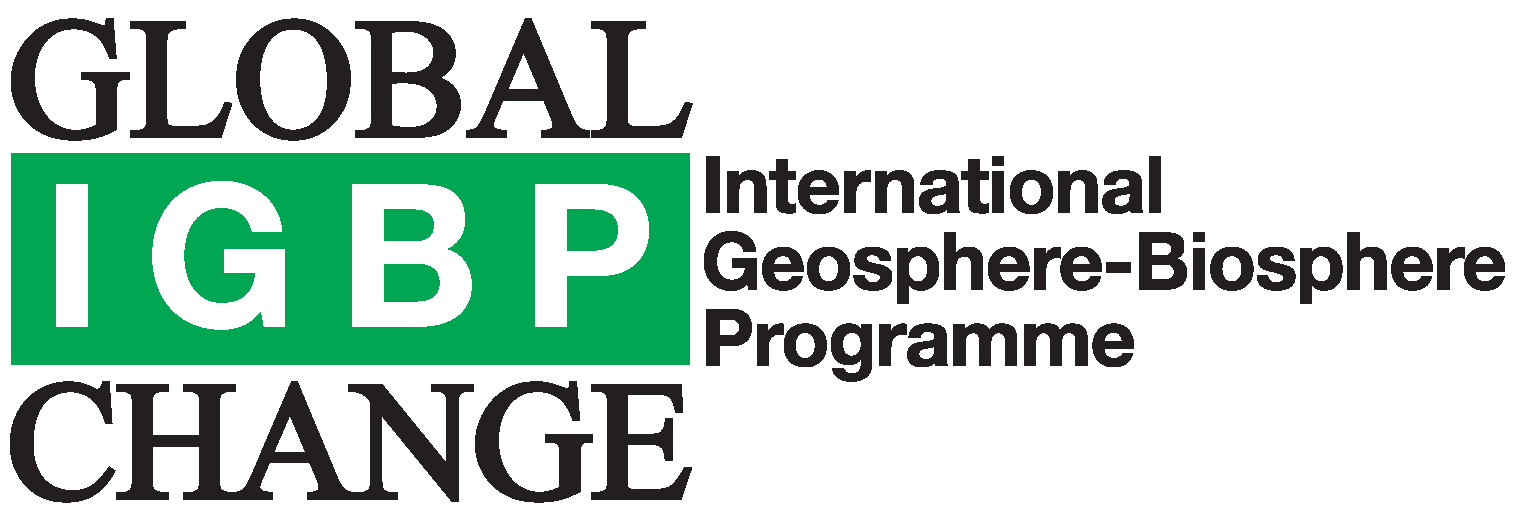 GLOBAL
IGBP
CHANGE
International
Geosphere-Biosphere
Programme